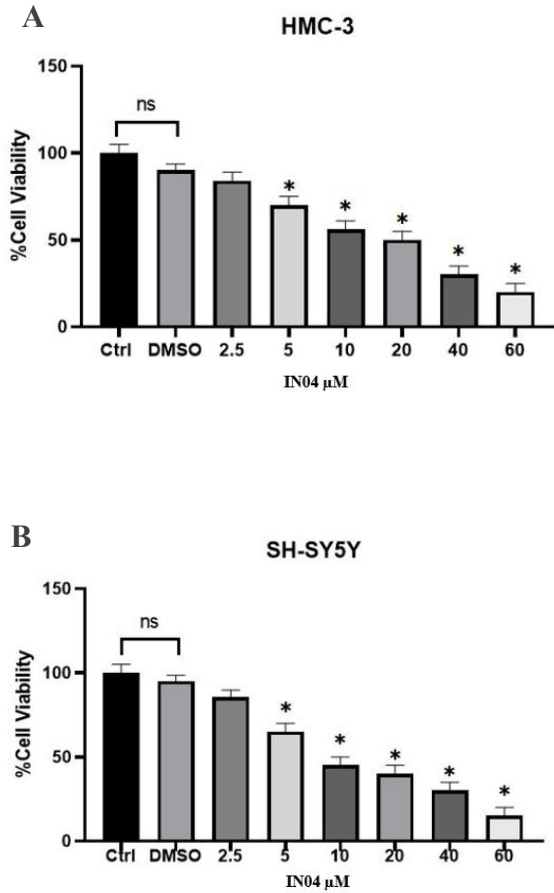 A
HMC-3
150
ns
100
* * * * *
50
0
%Cell Viability
Ctrl DMSO 2.5 5 10 20 40 60
IN04 µM
B
SH-SY5Y
150
ns
100
* * * * *
50
0
%Cell Viability
Ctrl DMSO 2.5 5 10 20 40 60
IN04 µM